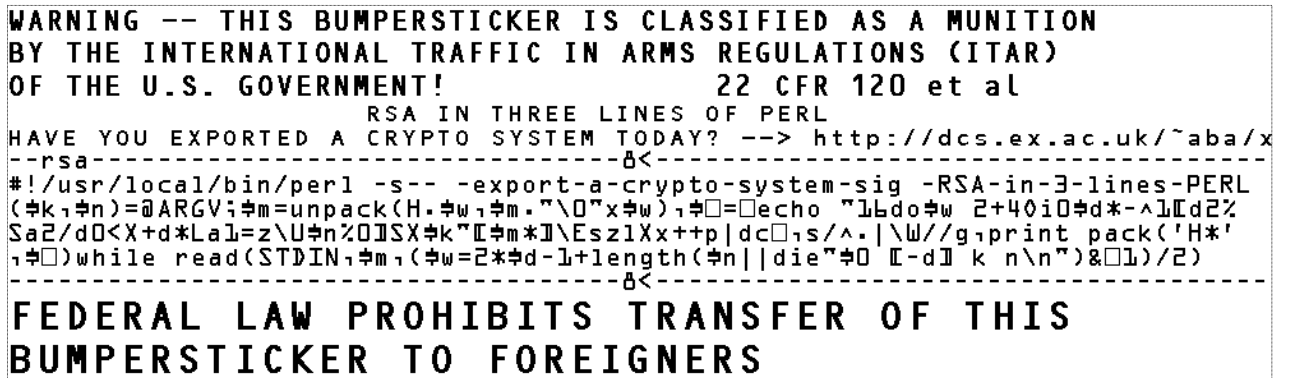 WARNING -- THIS BUMPERSTICKER IS CLASSIFIED AS A MUNITION
BY THE INTERNATIONAL TRAFFIC IN ARMS REGULATIONS (ITAR)
OF THE U.S. GOVERNMENT! 22 CFR 120 et al
RSA IN THREE LINES OF PERL
HAVE YOU EXPORTED A CRYPTO SYSTEM TODAY? --> http://dcs.ex.ac.uk/~aba/x
--rsa--------------------------------8<-------------------------------------
#!/usr/local/bin/perl -s-- -export-a-crypto-system-sig -RSA-in-3-lines-PERL
($k,$n)=@ARGV;$m=unpack(H.$w,$m."\0"x$w),$□=□echo "16do$w 2+4Oi0$d*-^1[d2%
Sa2/d0<X+d*La1=z\U$n%0]SX$k"[$m*]\EszlXx++p|dc□,s/^.|\W//g,print pack('H*'
,$□)while read(STDIN,$m,($w=2*$d-1+length($n||die"$0 [-d] k n\n")&□1)/2)
-------------------------------------8<-------------------------------------
FEDERAL LAW PROHIBITS TRANSFER OF THIS
BUMPERSTICKER TO FOREIGNERS